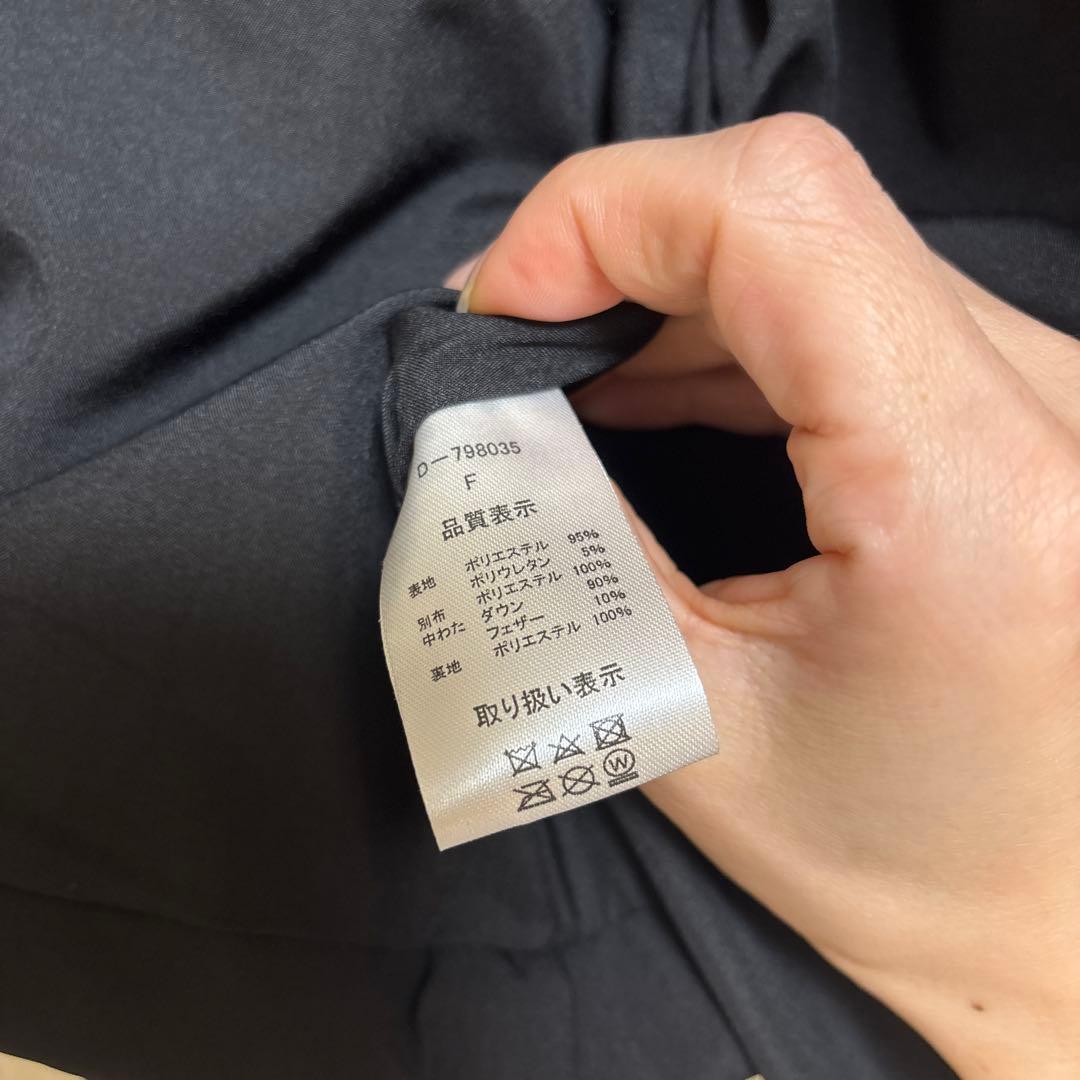 D-798035
F
品質表示
表地 ポリエステル 95%
ポリウレタン 5%
別布 ポリエステル 100%
中わた ダウン 90%
フェザー 10%
裏地 ポリエステル 100%
取り扱い表示
W